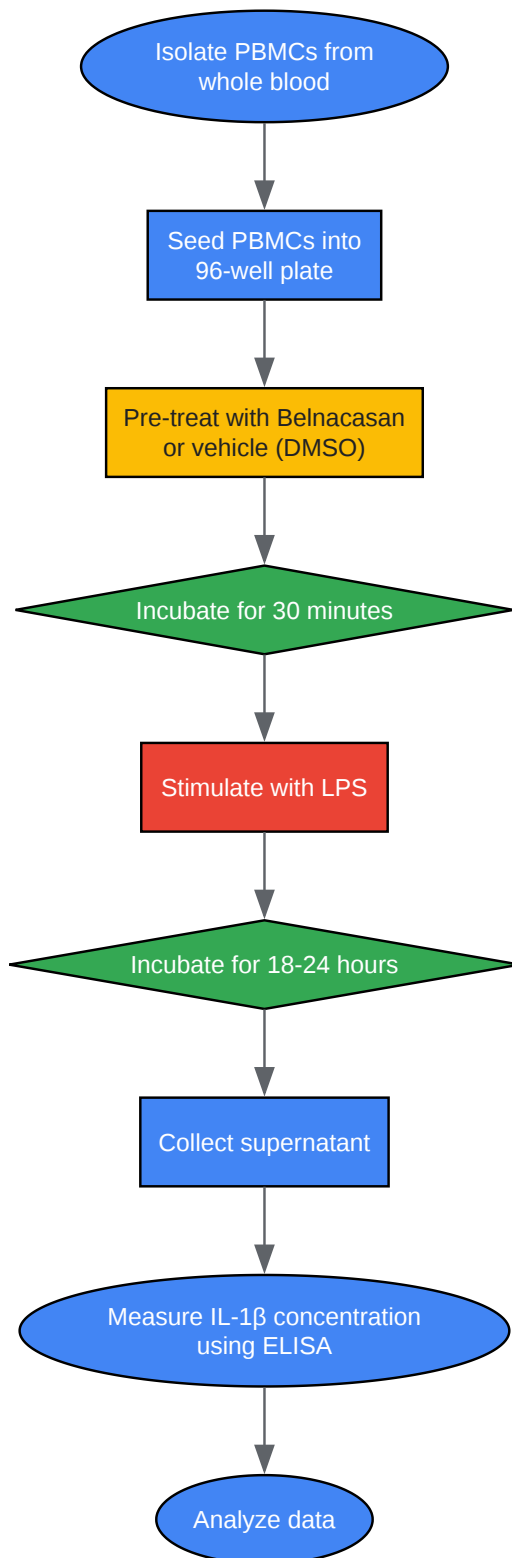 Isolate PBMCs from
whole blood
Seed PBMCs into
96-well plate
Pre-treat with Belnacasan
or vehicle (DMSO)
Incubate for 30 minutes
Stimulate with LPS
Incubate for 18-24 hours
Collect supernatant
Measure IL-1β concentration
using ELISA
Analyze data